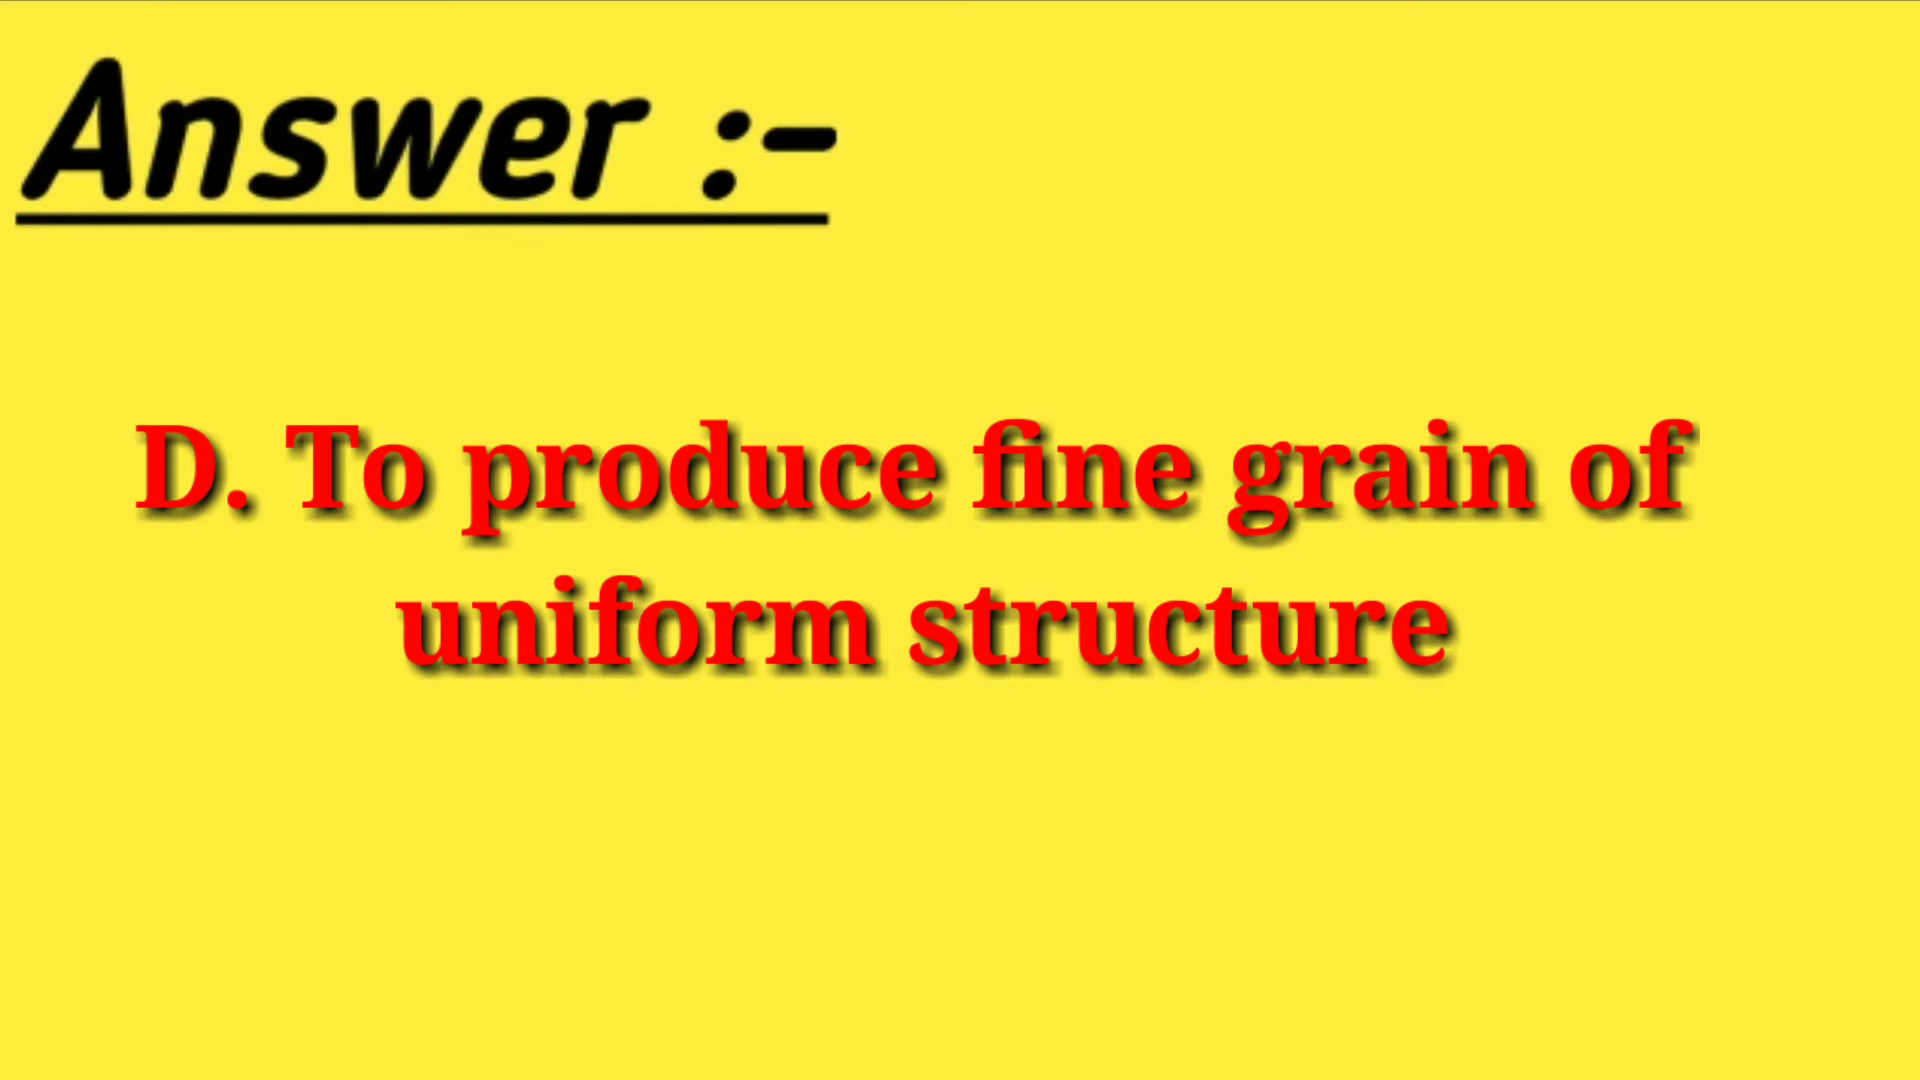 Answer :-
D. To produce fine grain of
uniform structure